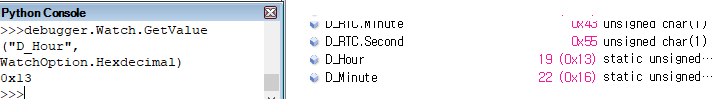 Python Console
>>>debugger.Watch.GetValue
("D_Hour",
WatchOption.Hexdecimal)
0x13
>>>
D_RTC.Minute 0x43 unsigned char(1)
D_RTC.Second 0x55 unsigned char(1)
D_Hour 19 (0x13) static unsigned...
D_Minute 22 (0x16) static unsigned...